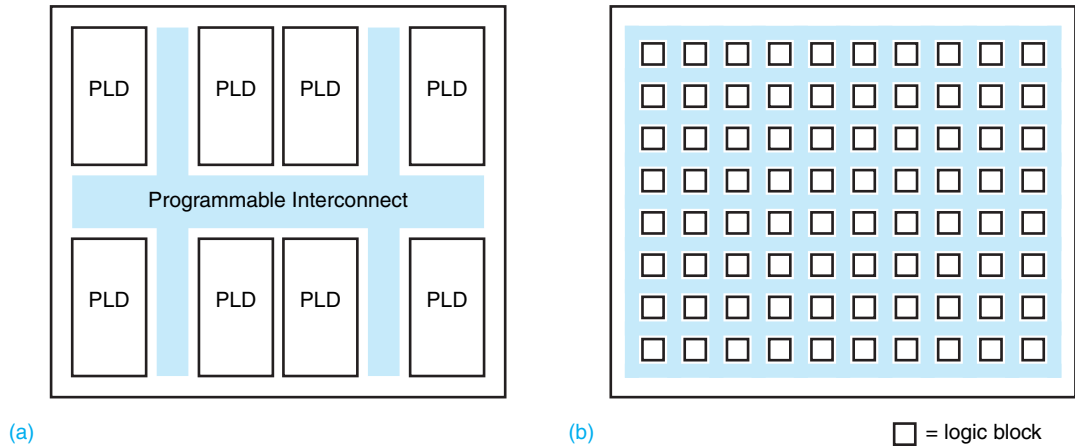 PLD PLD PLD PLD
Programmable Interconnect
PLD PLD PLD PLD
(a)
(b)
= logic block